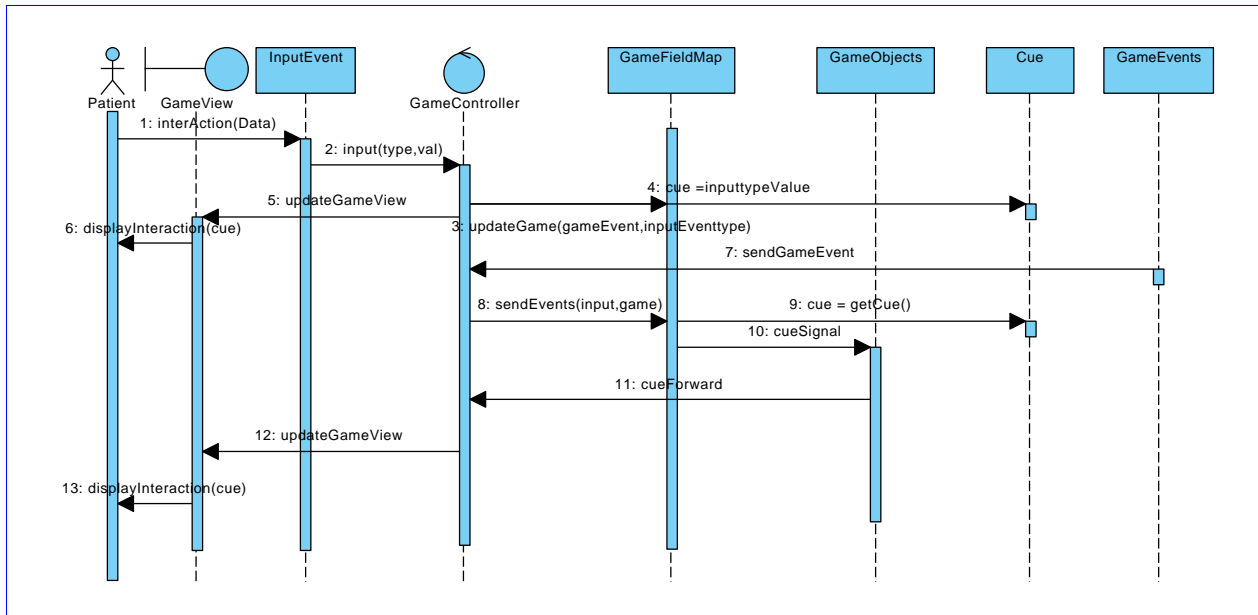 InputEvent
GameFieldMap
GameObjects
Cue
GameEvents
Patient
GameView
GameController
1: interAction(Data)
2: input(type,val)
4: cue =inputtypeValue
5: updateGameView
3: updateGame(gameEvent,inputEventtype)
6: displayInteraction(cue)
7: sendGameEvent
8: sendEvents(input,game)
9: cue = getCue()
10: cueSignal
11: cueForward
12: updateGameView
13: displayInteraction(cue)